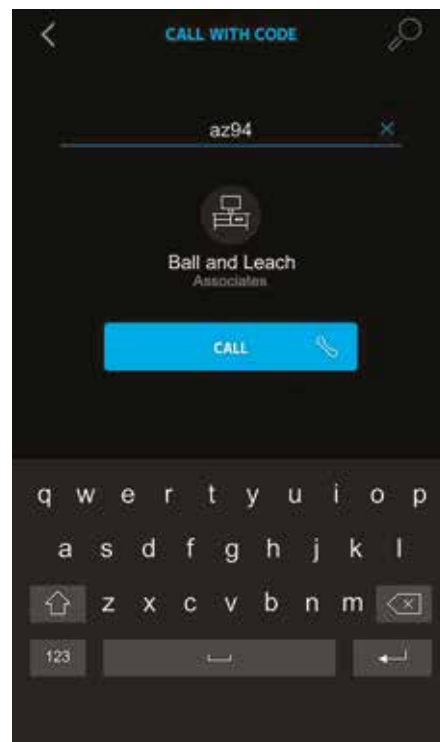 CALL WITH CODE
az94
Ball and Leach
Associates
CALL
q w e r t y u i o p
a s d f g h j k l
z x c v b n m
123